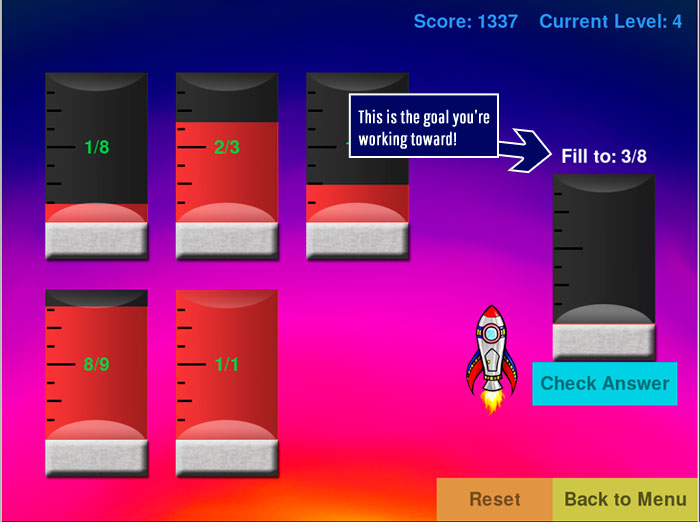 Score: 1337 Current Level: 4
This is the goal you're
working toward!
Fill to: 3/8
1/8
2/3
8/9
1/1
Check Answer
Reset
Back to Menu